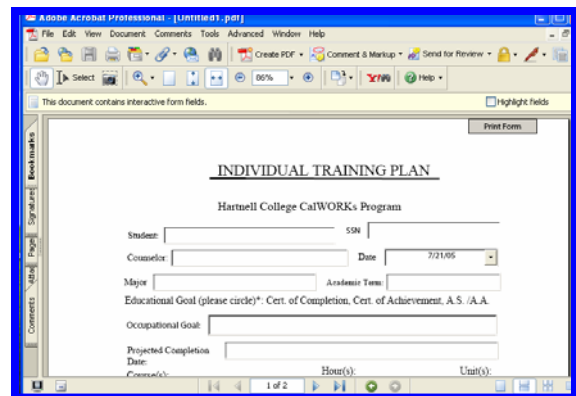 Adobe Acrobat Professional - [Untitled1.pdf]
File Edit View Document Comments Tools Advanced Window Help
Create PDF Comment & Markup Send for Review
Select 86% Help
This document contains interactive form fields. Highlight fields
Print Form
Bookmarks
Signatures
Page
Comments
INDIVIDUAL TRAINING PLAN
Hartnell College CalWORKs Program
Student: SSN
Counselor: Date 7/21/05
Major Academic Term:
Educational Goal (please circle)*: Cert. of Completion, Cert. of Achievement, A.S. /A.A.
Occupational Goal:
Projected Completion
Date:
Course(s): Hour(s): Unit(s):
1 of 2